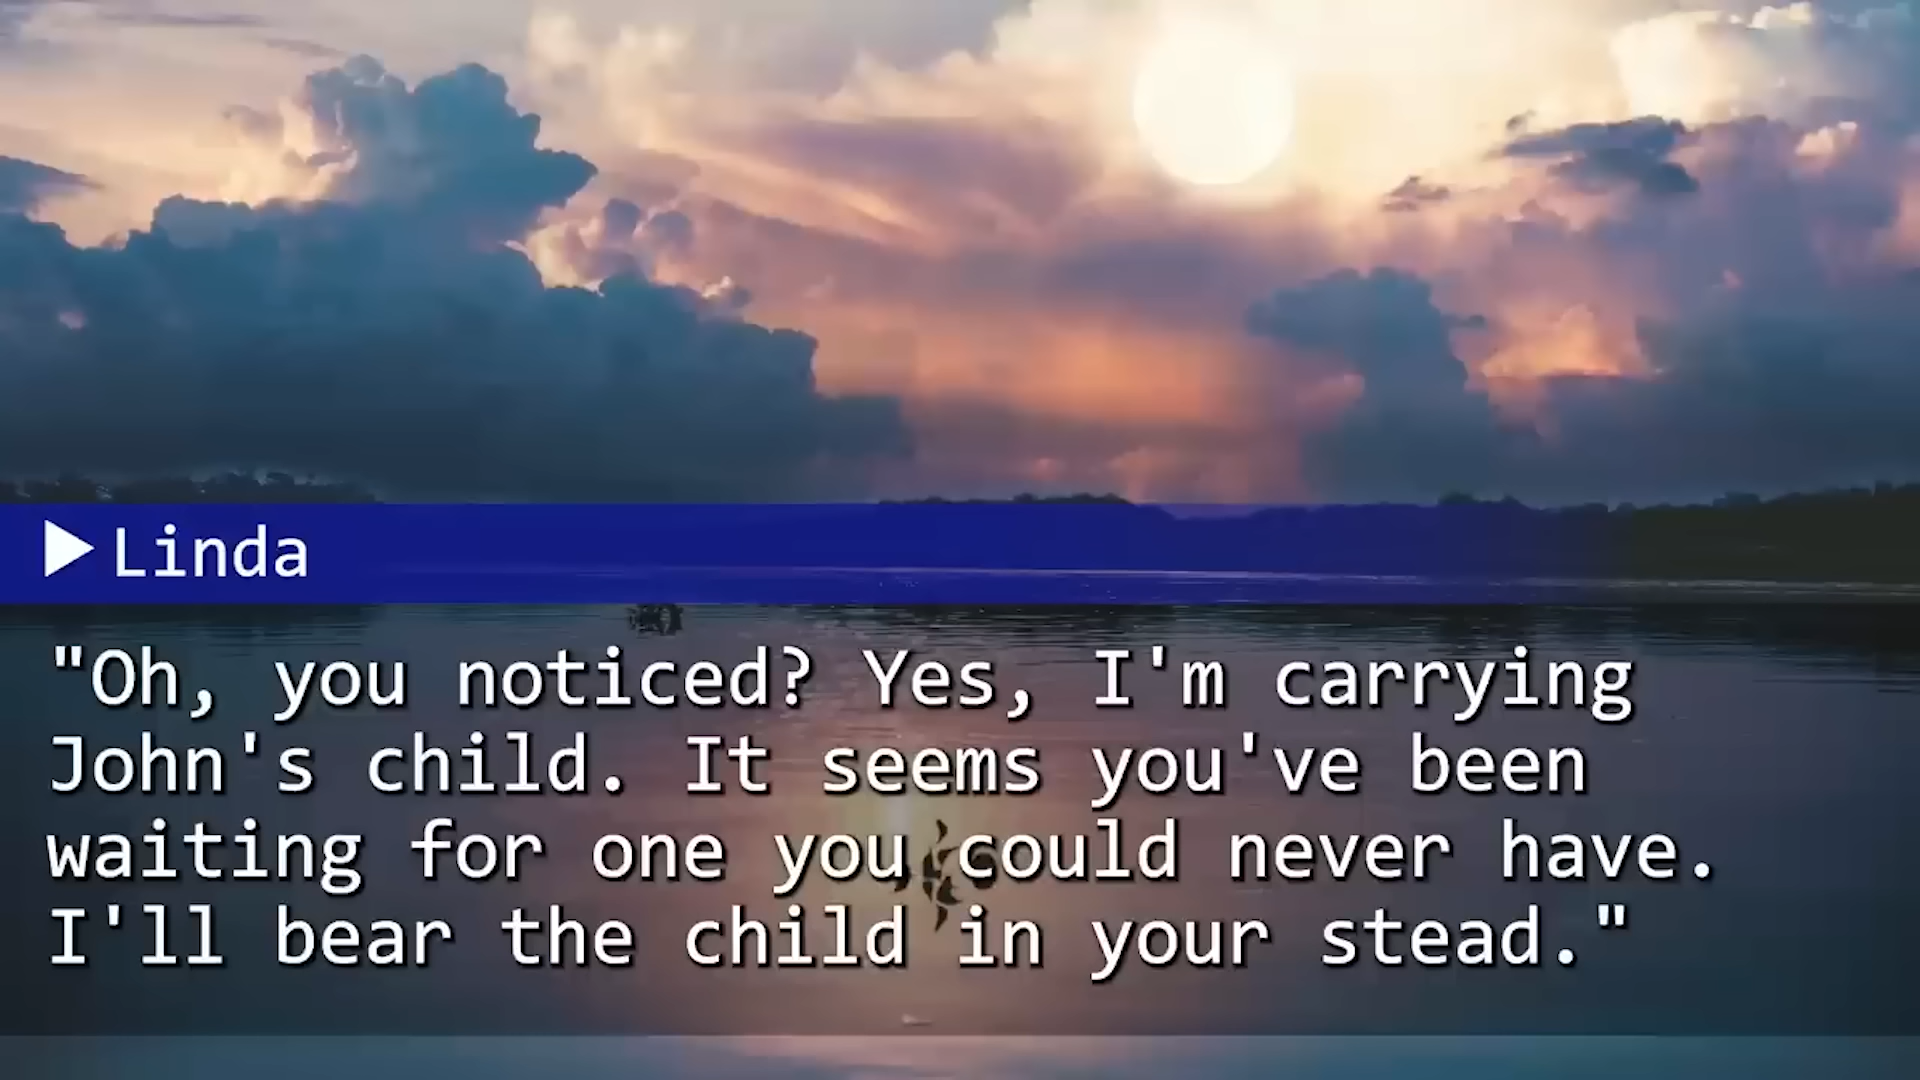 Linda
"Oh, you noticed? Yes, I'm carrying
John's child. It seems you've been
waiting for one you could never have.
I'll bear the child in your stead."